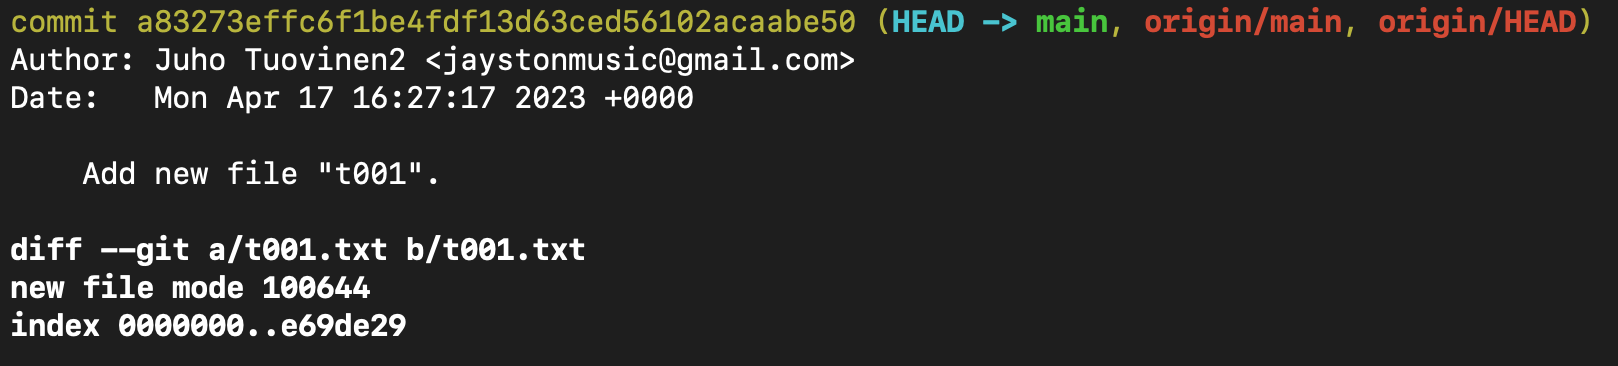 commit a83273effc6f1be4fdf13d63ced56102acaabe50 (HEAD -> main, origin/main, origin/HEAD)
Author: Juho Tuovinen2 <jaystonmusic@gmail.com>
Date:   Mon Apr 17 16:27:17 2023 +0000
Add new file "t001".
diff --git a/t001.txt b/t001.txt
new file mode 100644
index 0000000..e69de29